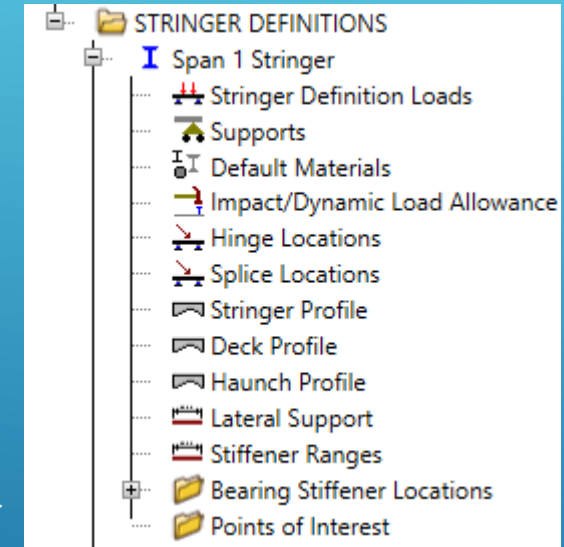 STRINGER DEFINITIONS
Span 1 Stringer
Stringer Definition Loads
Supports
Default Materials
Impact/Dynamic Load Allowance
Hinge Locations
Splice Locations
Stringer Profile
Deck Profile
Haunch Profile
Lateral Support
Stiffener Ranges
Bearing Stiffener Locations
Points of Interest